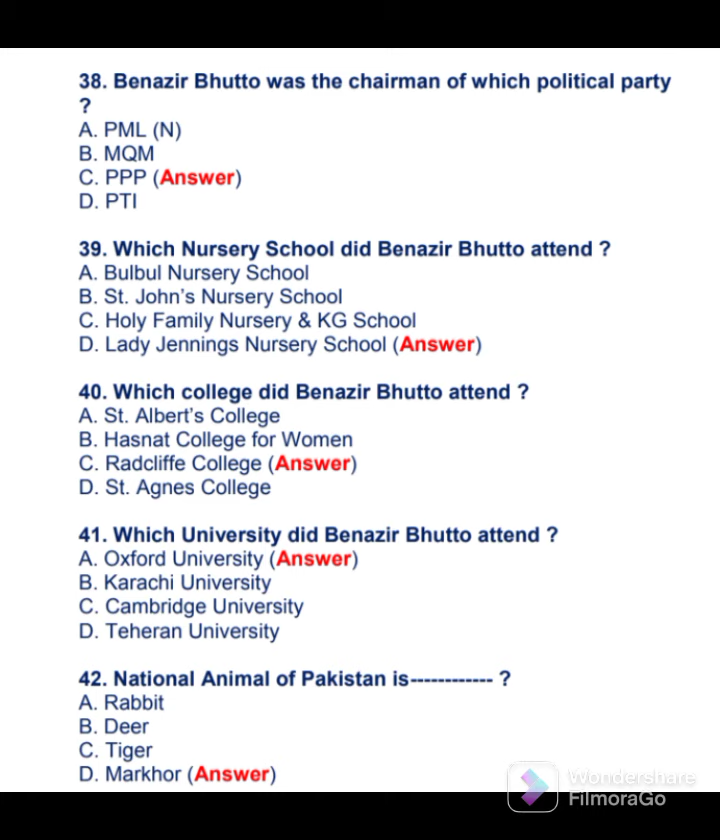 38. Benazir Bhutto was the chairman of which political party
?
A. PML (N)
B. MQM
C. PPP (Answer)
D. PTI
39. Which Nursery School did Benazir Bhutto attend ?
A. Bulbul Nursery School
B. St. John's Nursery School
C. Holy Family Nursery & KG School
D. Lady Jennings Nursery School (Answer)
40. Which college did Benazir Bhutto attend ?
A. St. Albert's College
B. Hasnat College for Women
C. Radcliffe College (Answer)
D. St. Agnes College
41. Which University did Benazir Bhutto attend ?
A. Oxford University (Answer)
B. Karachi University
C. Cambridge University
D. Teheran University
42. National Animal of Pakistan is------------ ?
A. Rabbit
B. Deer
C. Tiger
D. Markhor (Answer)
Wondershare
FilmoraGo